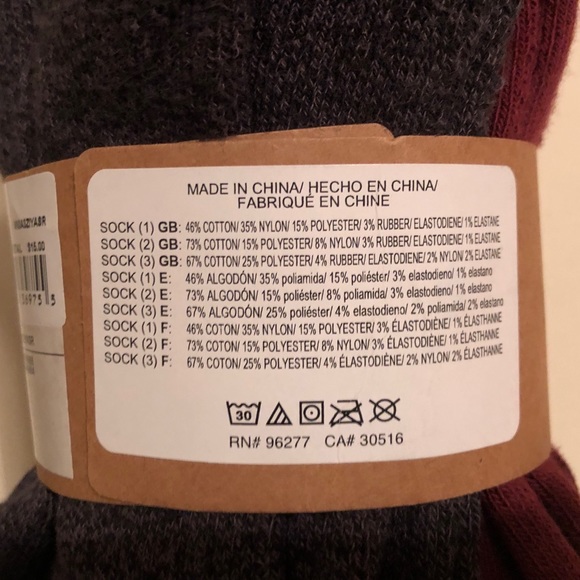 MADE IN CHINA/ HECHO EN CHINA/
FABRIQUÉ EN CHINE
SOCK (1) GB: 46% COTTON/ 35% NYLON/ 15% POLYESTER/ 3% RUBBER/ ELASTODIENE/ 1% ELASTANE
SOCK (2) GB: 73% COTTON/ 15% POLYESTER/ 8% NYLON/ 3% RUBBER/ ELASTODIENE/ 1% ELASTANE
SOCK (3) GB: 67% COTTON/ 25% POLYESTER/ 4% RUBBER/ ELASTODIENE/ 2% NYLON/ 2% ELASTANE
SOCK (1) E: 46% ALGODÓN/ 35% poliamida/ 15% poliéster/ 3% elastodieno/ 1% elastano
SOCK (2) E: 73% ALGODÓN/ 15% poliéster/ 8% poliamida/ 3% elastodieno/ 1% elastano
SOCK (3) E: 67% ALGODÓN/ 25% poliéster/ 4% elastodieno/ 2% poliamida/ 2% elastano
SOCK (1) F: 46% COTON/ 35% NYLON/ 15% POLYESTER/ 3% ÉLASTODIÈNE/ 1% ÉLASTHANNE
SOCK (2) F: 73% COTON/ 15% POLYESTER/ 8% NYLON/ 3% ÉLASTODIÈNE/ 1% ÉLASTHANNE
SOCK (3) F: 67% COTON/ 25% POLYESTER/ 4% ÉLASTODIÈNE/ 2% NYLON/ 2% ÉLASTHANNE
30
RN# 96277 CA# 30516
$16.00
5